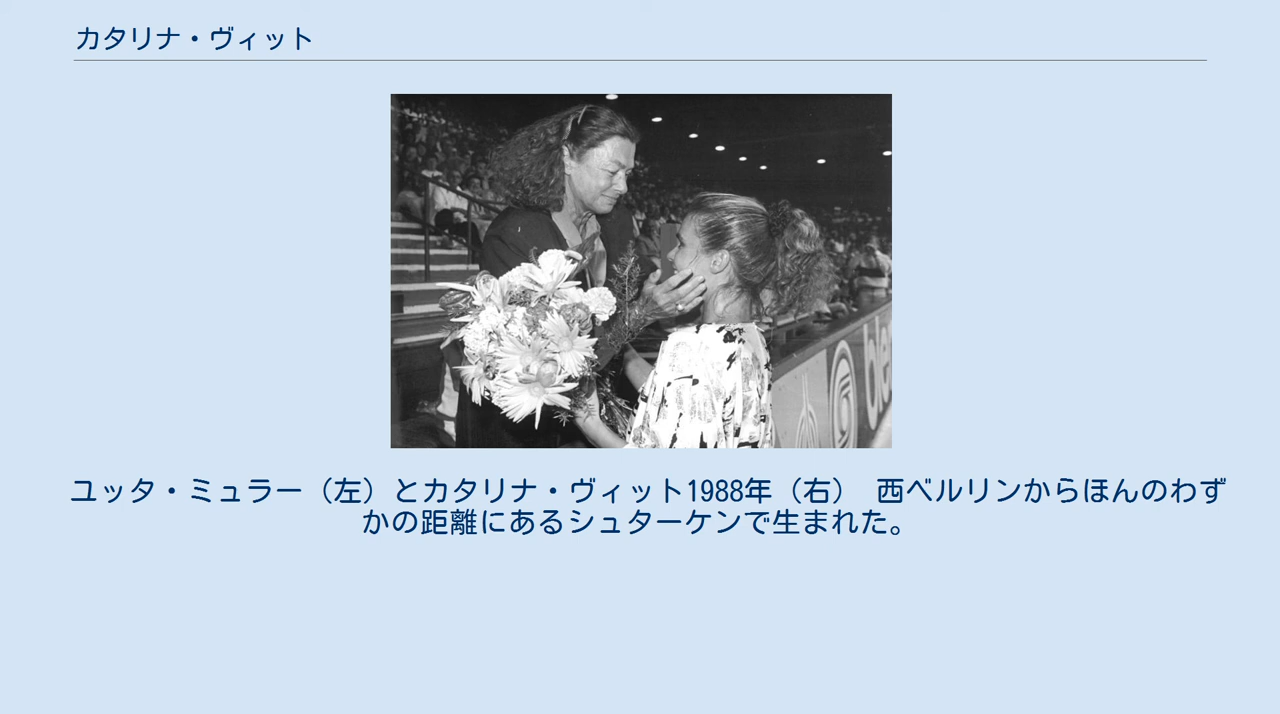 カタリナ・ヴィット
ユッタ・ミュラー（左）とカタリナ・ヴィット1988年（右）　西ベルリンからほんのわず
かの距離にあるシュターケンで生まれた。